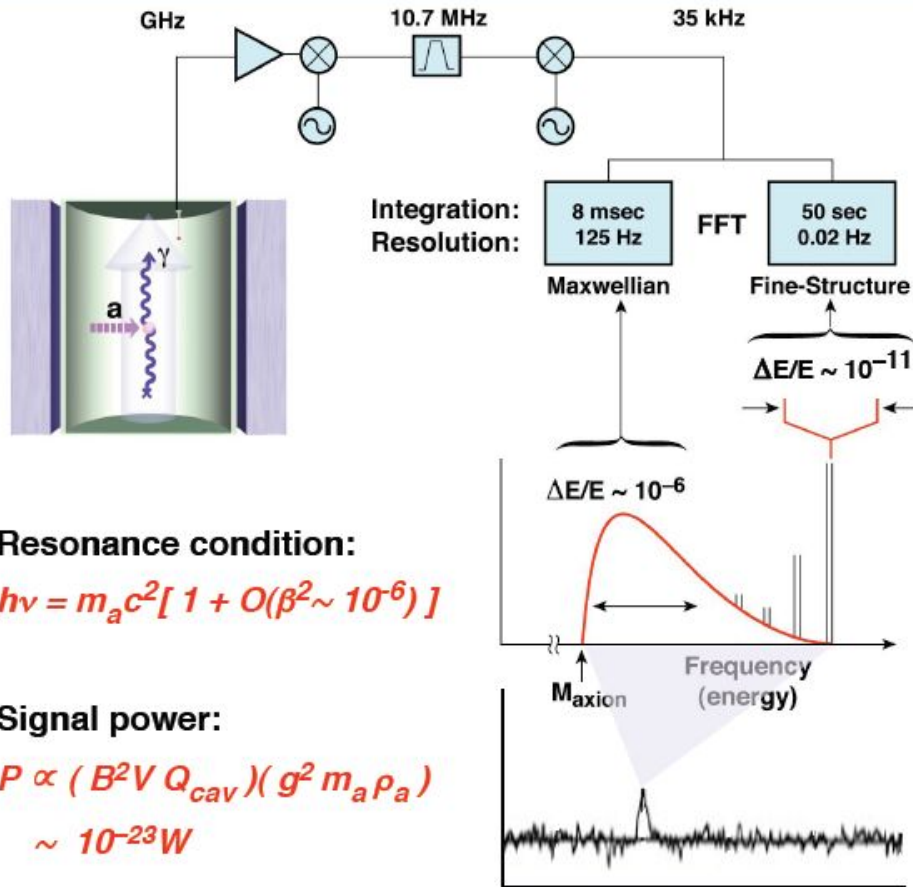 GHz
10.7 MHz
35 kHz
Integration:
Resolution:
8 msec
125 Hz
FFT
50 sec
0.02 Hz
Maxwellian
Fine-Structure
γ
a
ΔE/E ~ 10⁻¹¹
ΔE/E ~ 10⁻⁶
Resonance condition:
hν = mₐc²[ 1 + O(β²~ 10⁻⁶) ]
Maxion
Frequency
(energy)
Signal power:
P ∝ ( B²V Qcav )( g² mₐ ρₐ )
~ 10⁻²³W